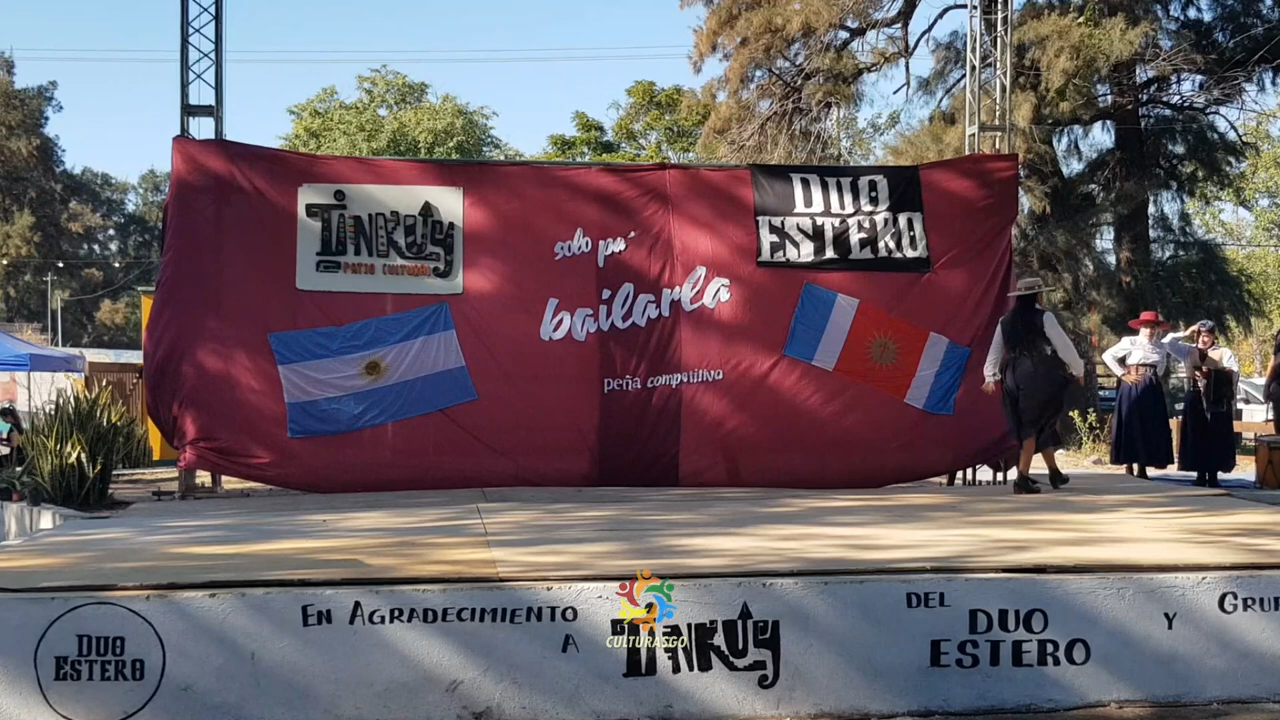 TINKUY
PATIO CULTURAL
solo pa'
bailarla
peña competitiva
DUO
ESTERO
DUO
ESTERO
EN AGRADECIMIENTO
A
TINKUY
CULTURASGO
DEL
DUO
ESTERO
Y
GRUP